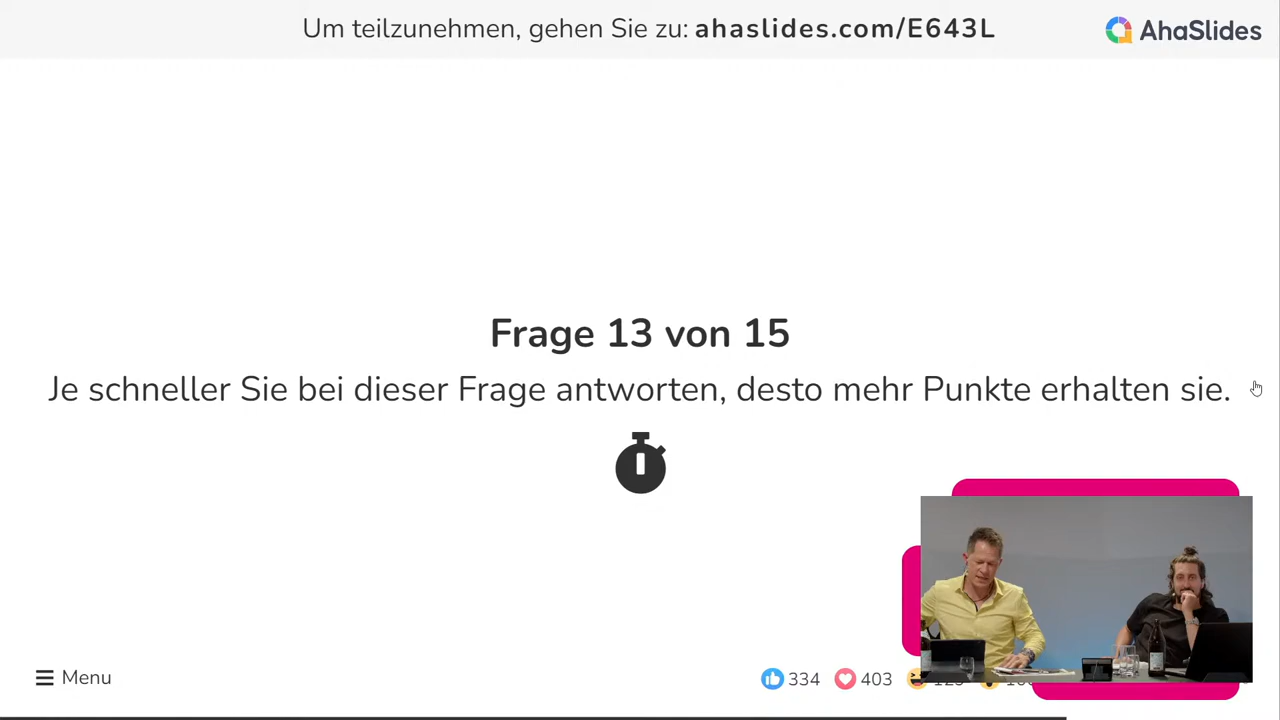 Um teilzunehmen, gehen Sie zu: ahaslides.com/E643L
AhaSlides
Frage 13 von 15
Je schneller Sie bei dieser Frage antworten, desto mehr Punkte erhalten sie.
Menu
334
403